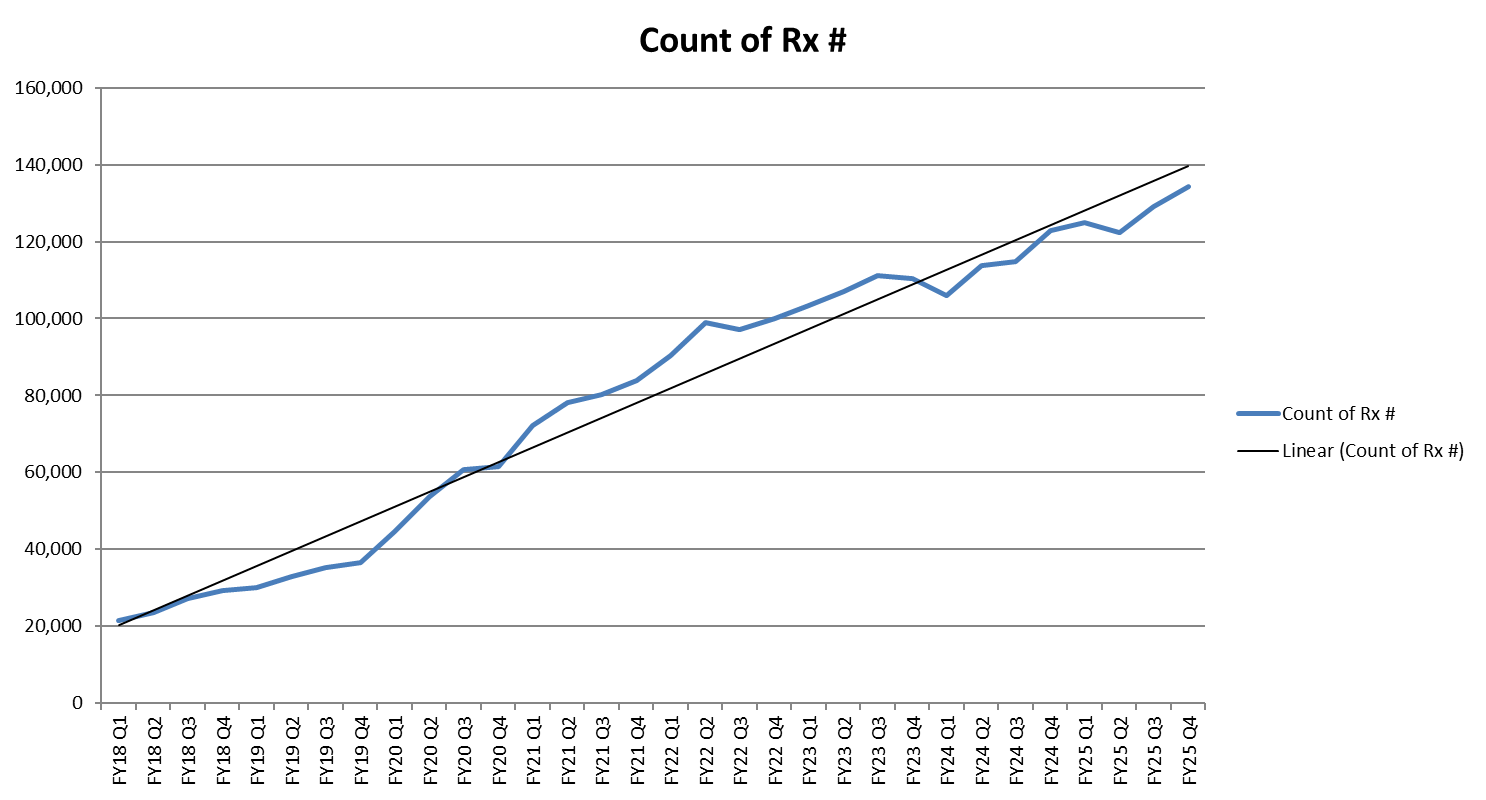 Count of Rx #
160,000
140,000
120,000
100,000
80,000
60,000
40,000
20,000
0
FY18 Q1
FY18 Q2
FY18 Q3
FY18 Q4
FY19 Q1
FY19 Q2
FY19 Q3
FY19 Q4
FY20 Q1
FY20 Q2
FY20 Q3
FY20 Q4
FY21 Q1
FY21 Q2
FY21 Q3
FY21 Q4
FY22 Q1
FY22 Q2
FY22 Q3
FY22 Q4
FY23 Q1
FY23 Q2
FY23 Q3
FY23 Q4
FY24 Q1
FY24 Q2
FY24 Q3
FY24 Q4
FY25 Q1
FY25 Q2
FY25 Q3
FY25 Q4
Count of Rx #
Linear (Count of Rx #)